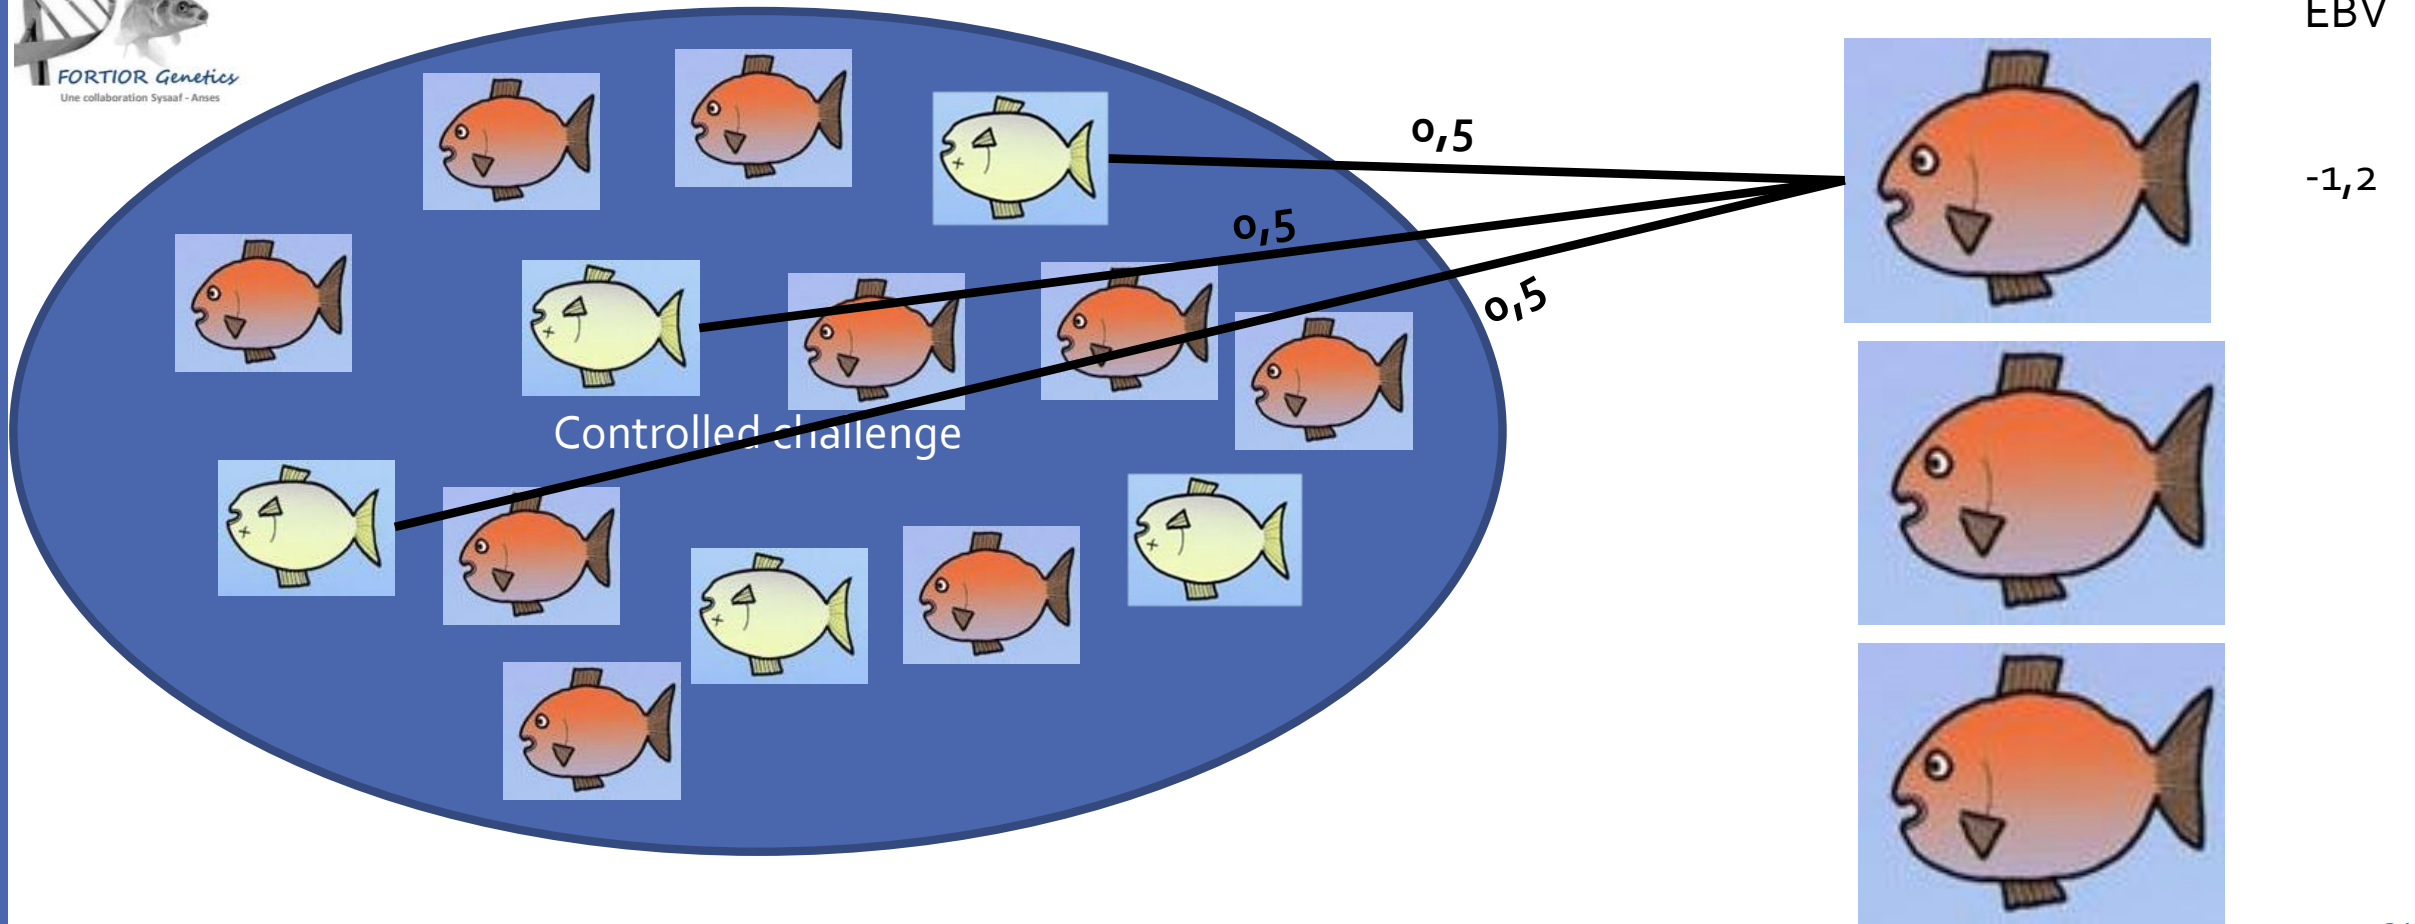 EBV
FORTIOR Genetics
Une collaboration Sysaaf - Anses
0,5
-1,2
0,5
0,5
Controlled challenge